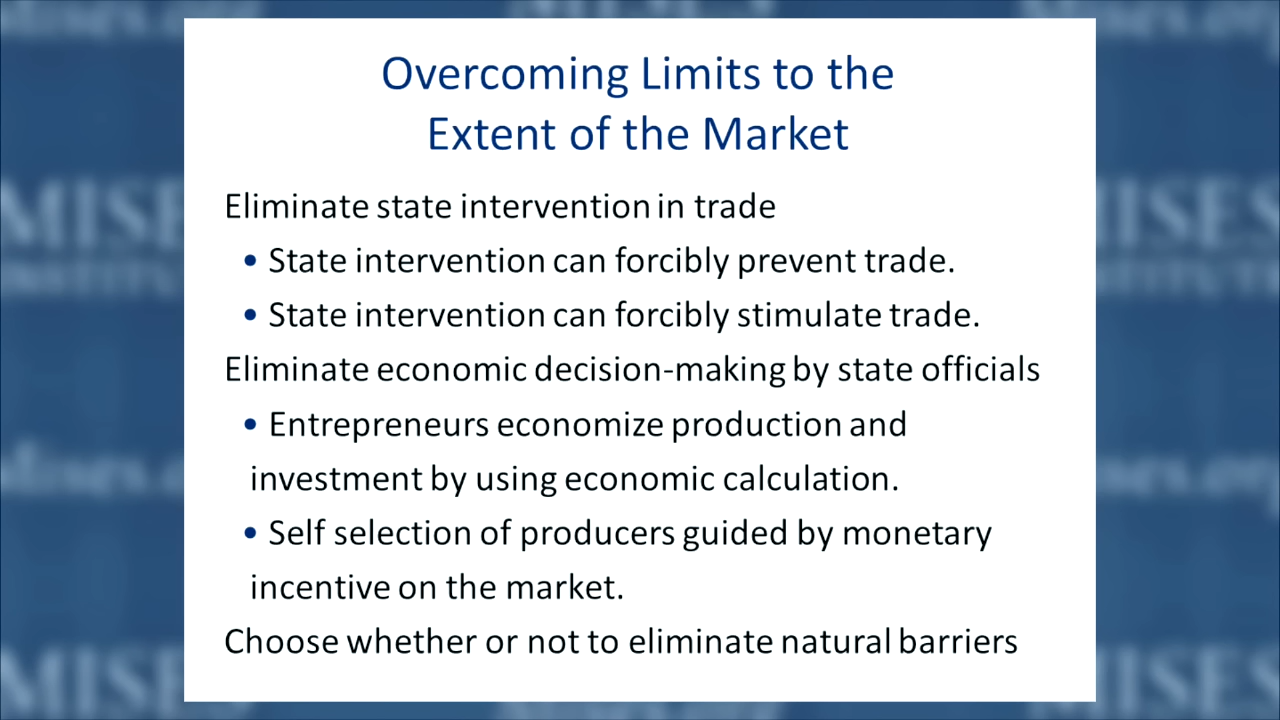 Overcoming Limits to the
Extent of the Market
Eliminate state intervention in trade
• State intervention can forcibly prevent trade.
• State intervention can forcibly stimulate trade.
Eliminate economic decision-making by state officials
• Entrepreneurs economize production and
investment by using economic calculation.
• Self selection of producers guided by monetary
incentive on the market.
Choose whether or not to eliminate natural barriers